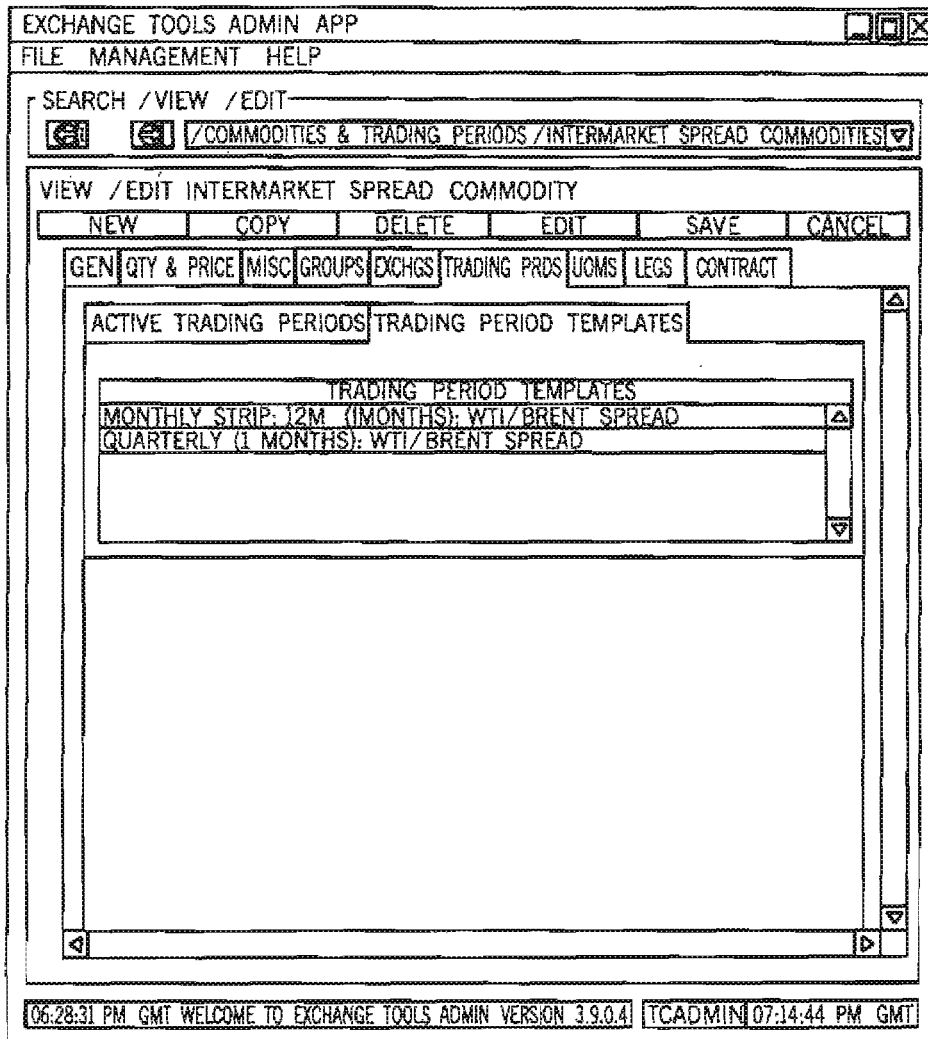 EXCHANGE TOOLS ADMIN APP
FILE MANAGEMENT HELP
SEARCH /VIEW /EDIT
/COMMODITIES & TRADING PERIODS /INTERMARKET SPREAD COMMODITIES
VIEW /EDIT INTERMARKET SPREAD COMMODITY
NEW COPY DELETE EDIT SAVE CANCEL
GEN QTY & PRICE MISC GROUPS EXCHGS TRADING PRDS UOMS LEGS CONTRACT
ACTIVE TRADING PERIODS TRADING PERIOD TEMPLATES
TRADING PERIOD TEMPLATES
MONTHLY STRIP: 12M (1MONTHS): WTI/BRENT SPREAD
QUARTERLY (1 MONTHS): WTI/BRENT SPREAD
06:28:31 PM GMT WELCOME TO EXCHANGE TOOLS ADMIN VERSION 3.9.0.4 TCADMIN 07:14:44 PM GMT